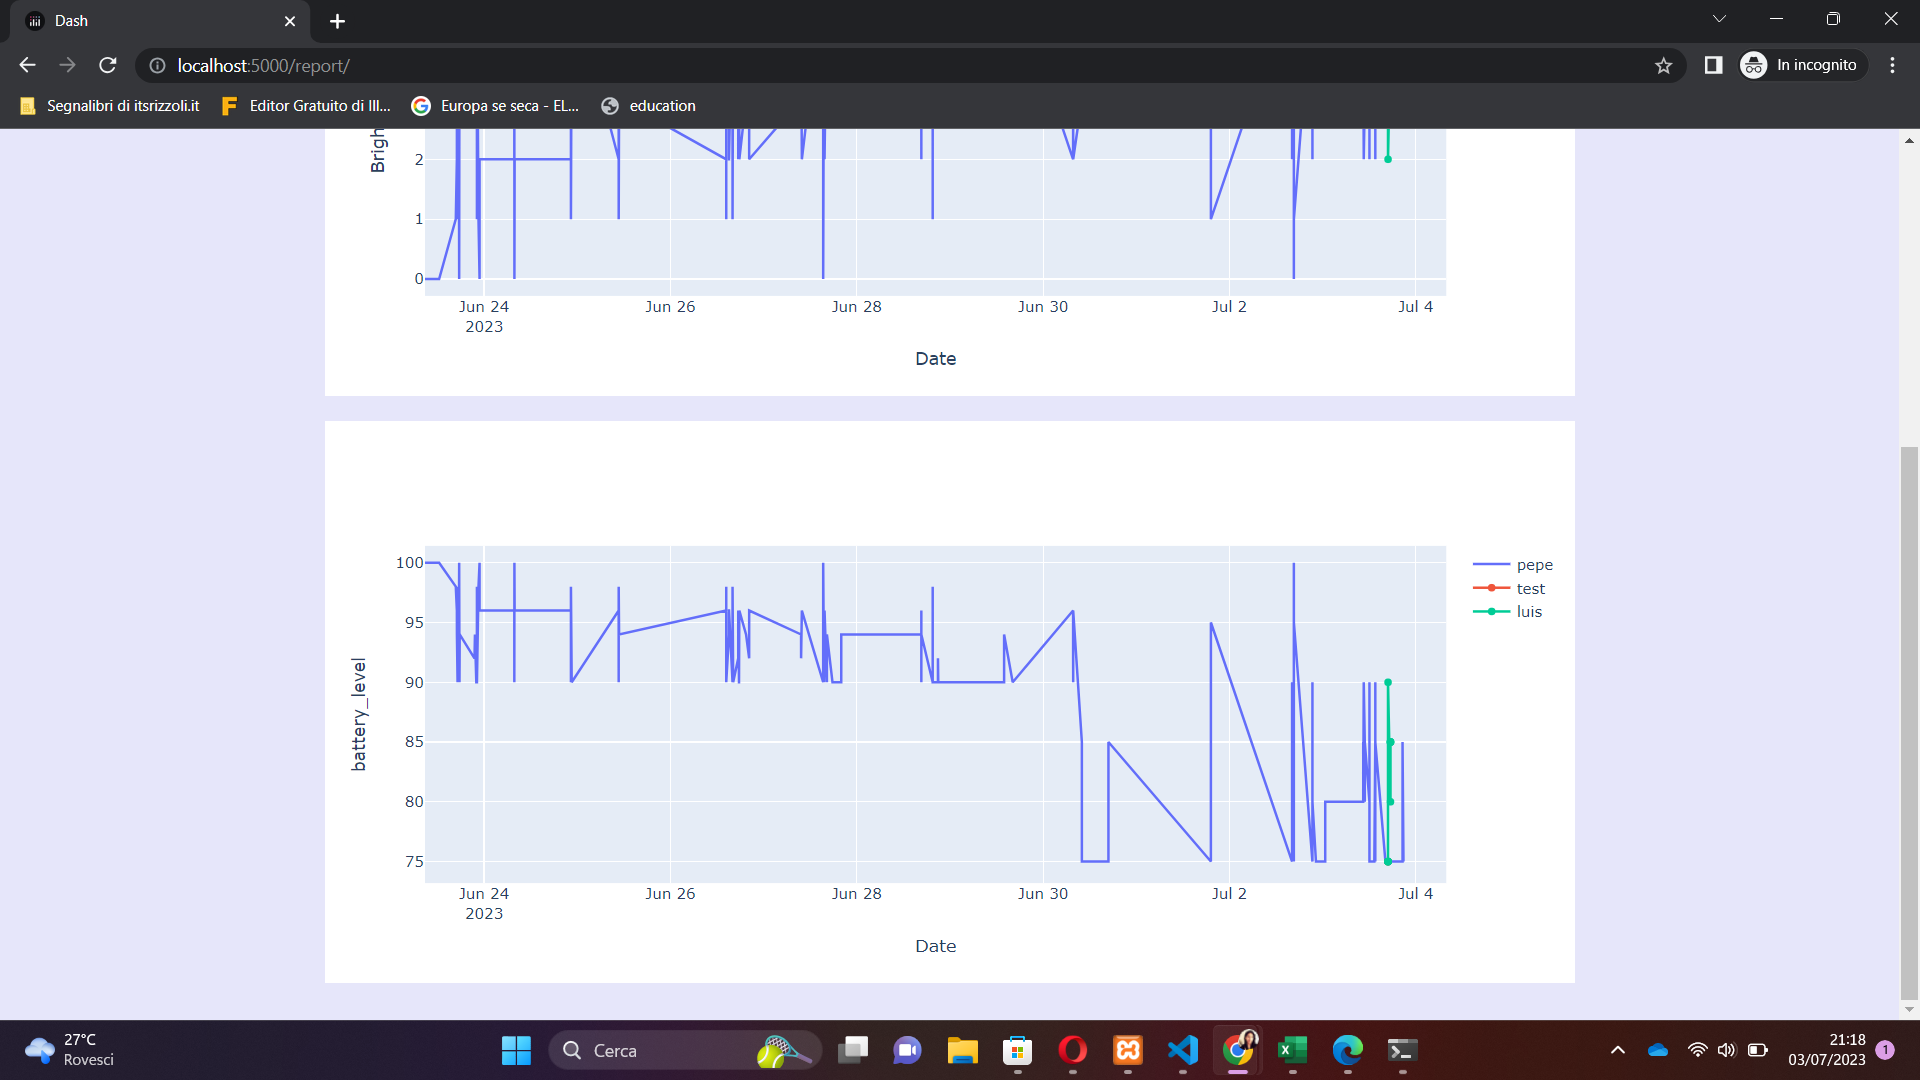 Dash
localhost:5000/report/
In incognito
Segnalibri di itsrizzoli.it
Editor Gratuito di Ill...
Europa se seca - EL...
education
Brigh
2
1
0
Jun 24
2023
Jun 26
Jun 28
Jun 30
Jul 2
Jul 4
Date
100
95
90
85
80
75
battery_level
pepe
test
luis
Jun 24
2023
Jun 26
Jun 28
Jun 30
Jul 2
Jul 4
Date
27°C
Rovesci
Cerca
21:18
03/07/2023
1